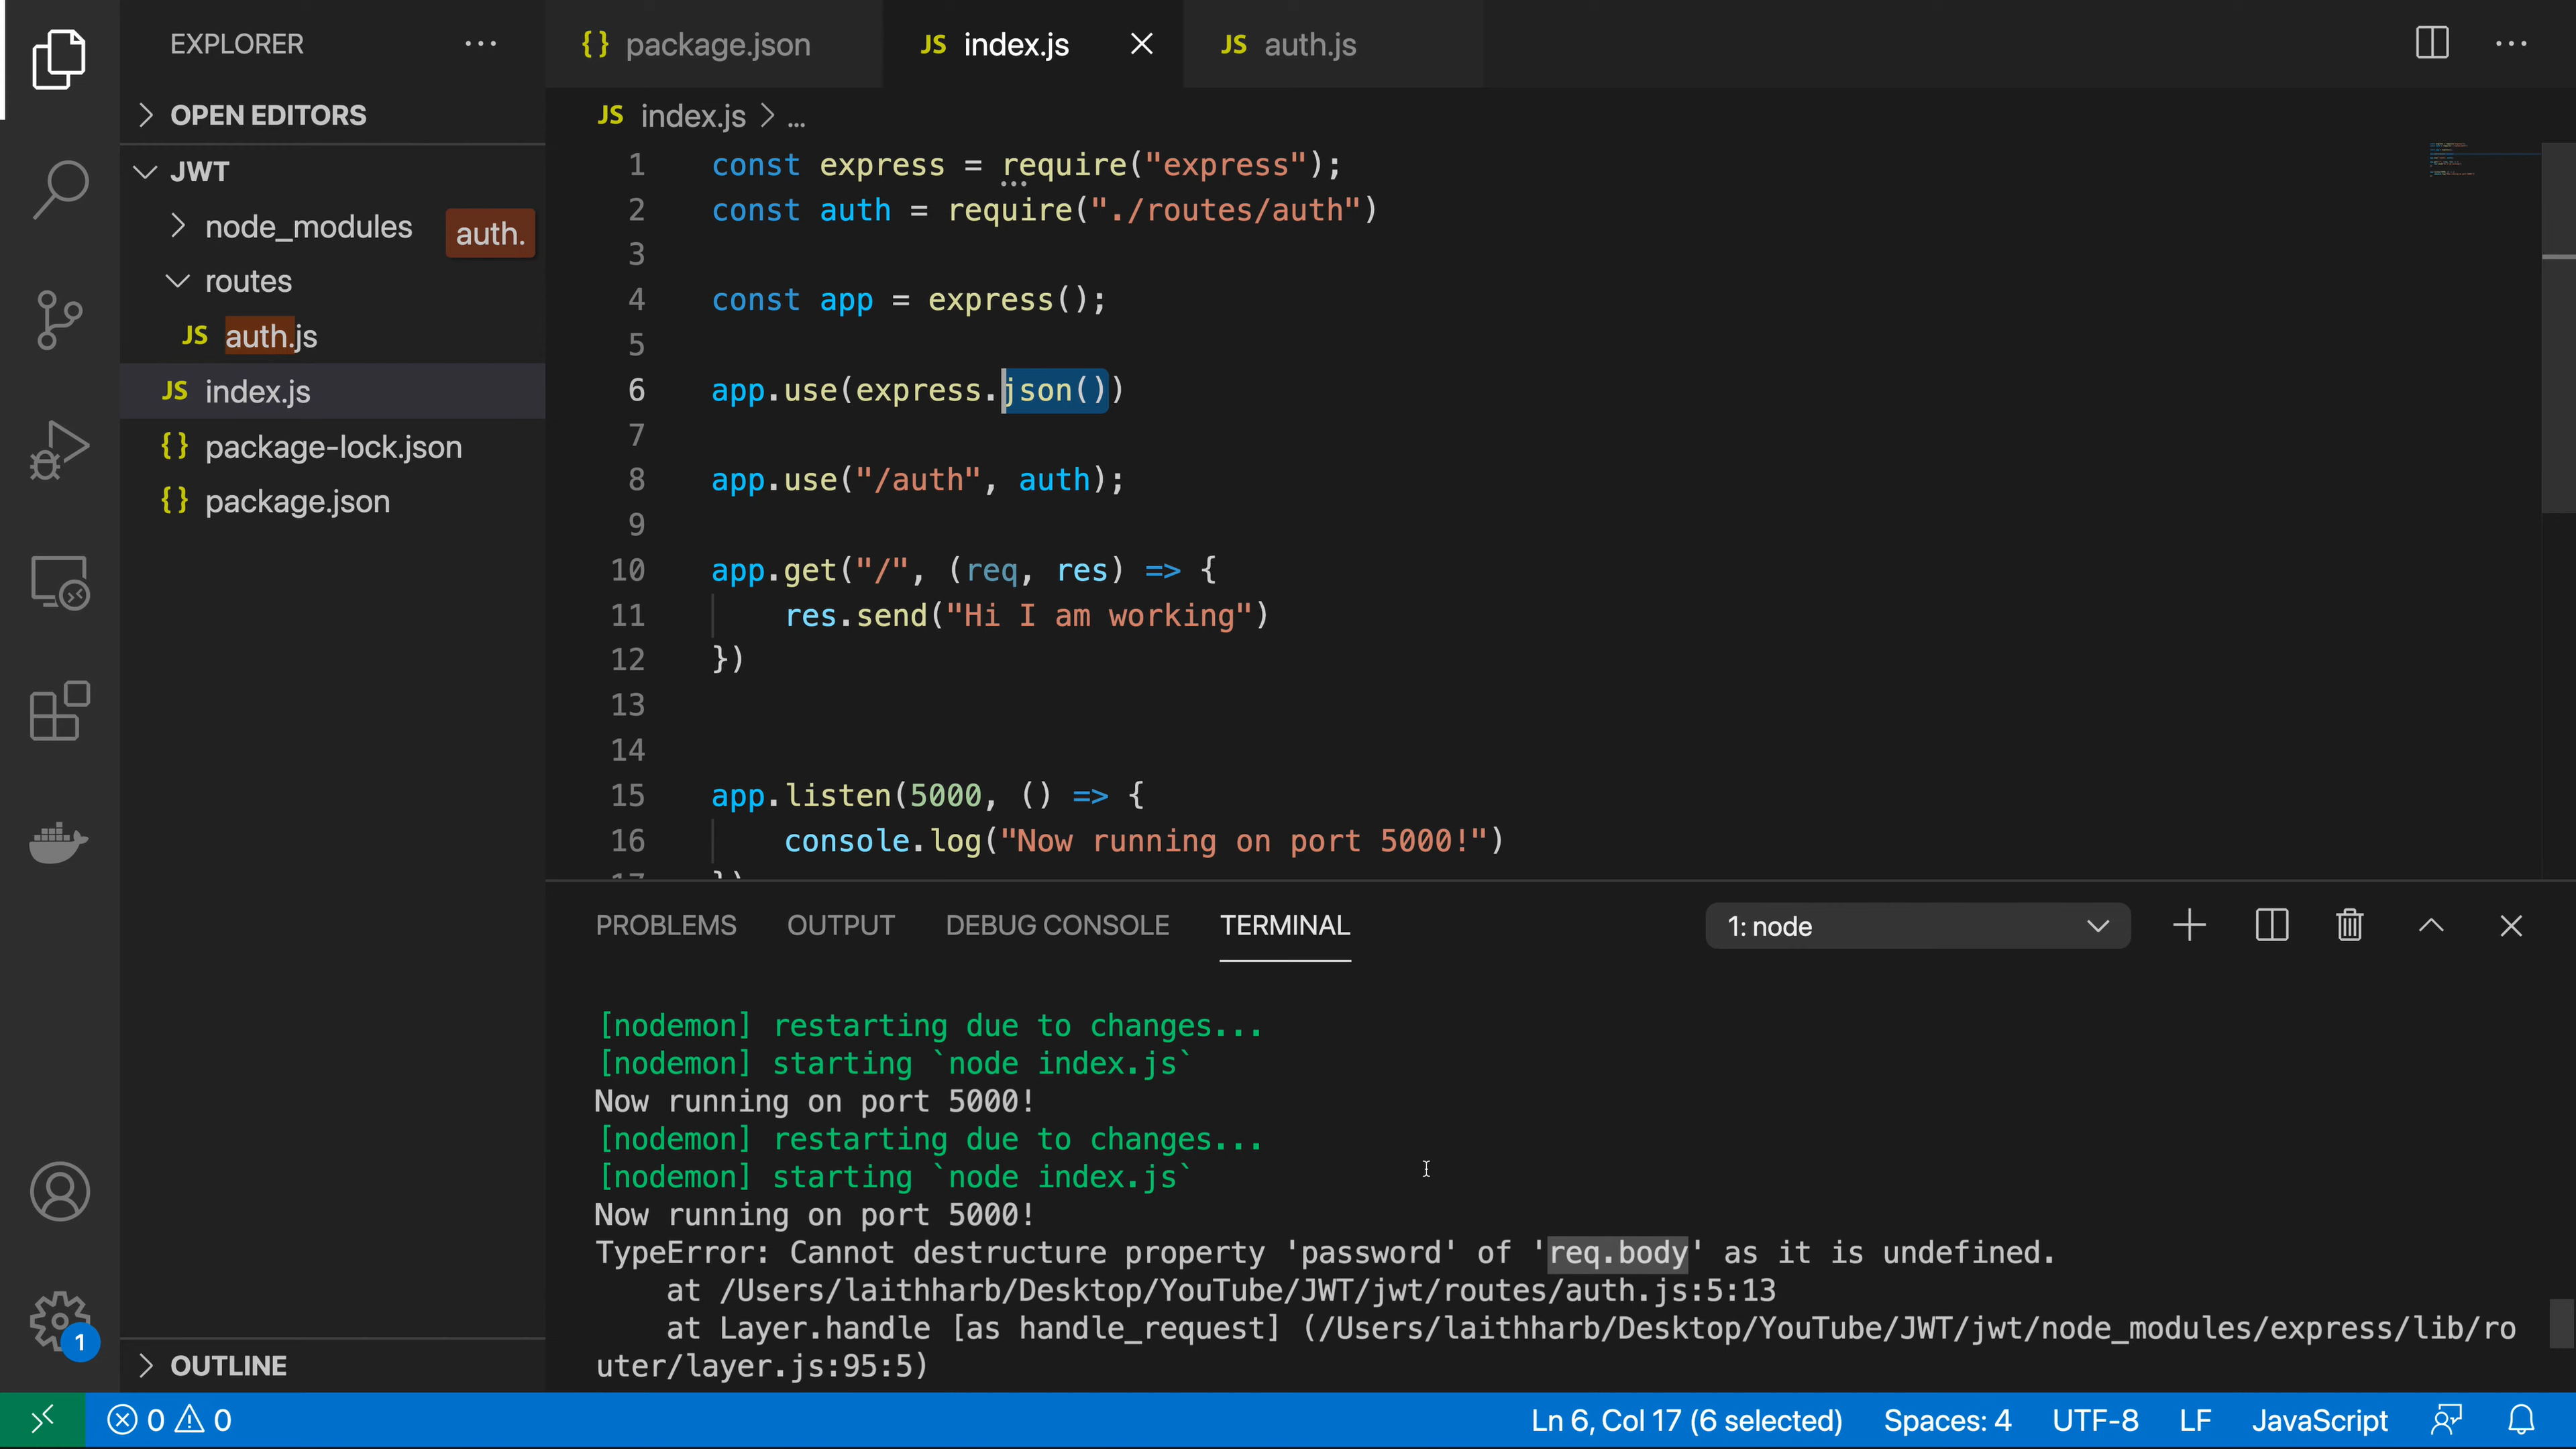 EXPLORER
OPEN EDITORS
JWT
node_modules
auth.
routes
JS auth.js
JS index.js
{} package-lock.json
{} package.json
OUTLINE
{} package.json
JS index.js
JS auth.js
JS index.js > ...
1 const express = require("express");
2 const auth = require("./routes/auth")
3
4 const app = express();
5
6 app.use(express.json())
7
8 app.use("/auth", auth);
9
10 app.get("/", (req, res) => {
11 res.send("Hi I am working")
12 })
13
14
15 app.listen(5000, () => {
16 console.log("Now running on port 5000!")
17 })
PROBLEMS OUTPUT DEBUG CONSOLE TERMINAL 1: node
[nodemon] restarting due to changes...
[nodemon] starting `node index.js`
Now running on port 5000!
[nodemon] restarting due to changes...
[nodemon] starting `node index.js`
Now running on port 5000!
TypeError: Cannot destructure property 'password' of 'req.body' as it is undefined.
at /Users/laithharb/Desktop/YouTube/JWT/jwt/routes/auth.js:5:13
at Layer.handle [as handle_request] (/Users/laithharb/Desktop/YouTube/JWT/jwt/node_modules/express/lib/ro
uter/layer.js:95:5)
1
0 0 Ln 6, Col 17 (6 selected) Spaces: 4 UTF-8 LF JavaScript